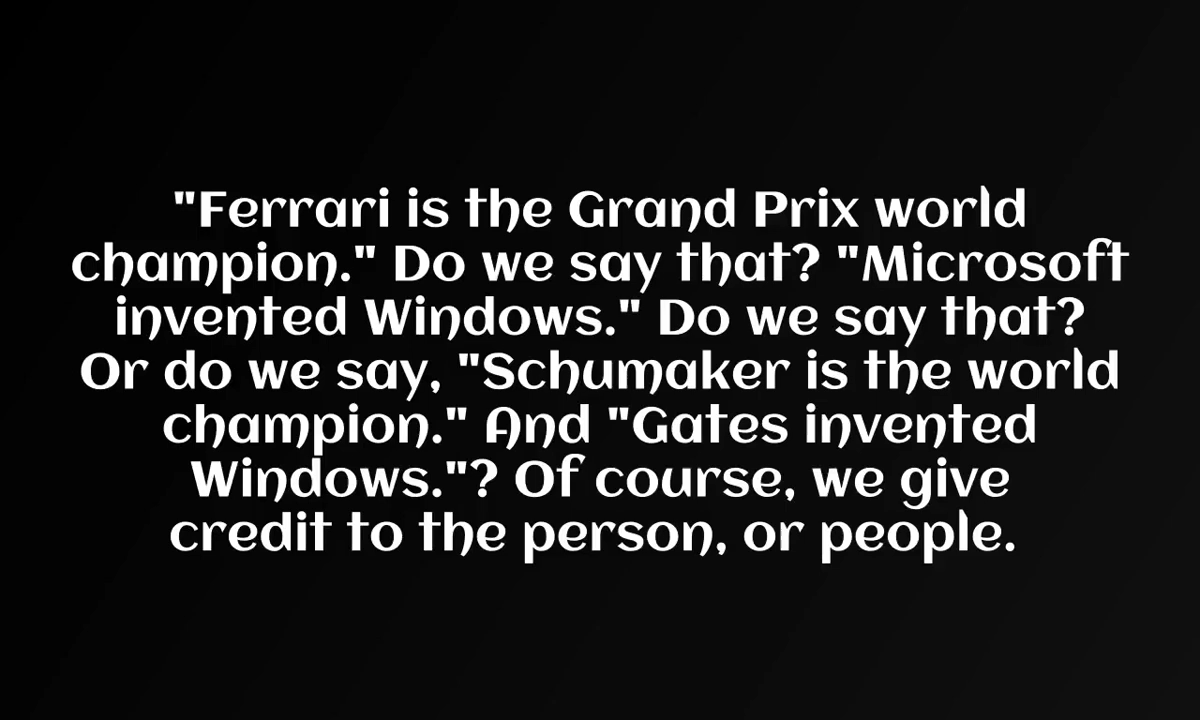 "Ferrari is the Grand Prix world
champion." Do we say that? "Microsoft
invented Windows." Do we say that?
Or do we say, "Schumaker is the world
champion." And "Gates invented
Windows."? Of course, we give
credit to the person, or people.